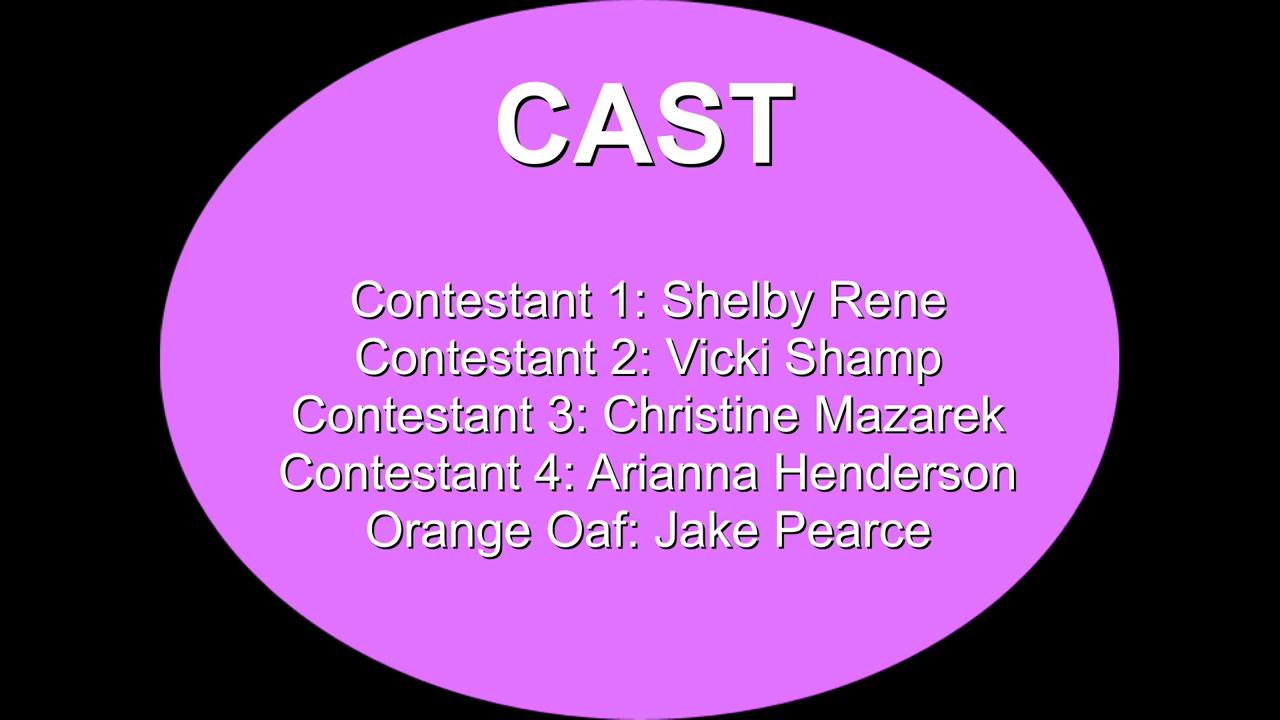 CAST
Contestant 1: Shelby Rene
Contestant 2: Vicki Shamp
Contestant 3: Christine Mazarek
Contestant 4: Arianna Henderson
Orange Oaf: Jake Pearce